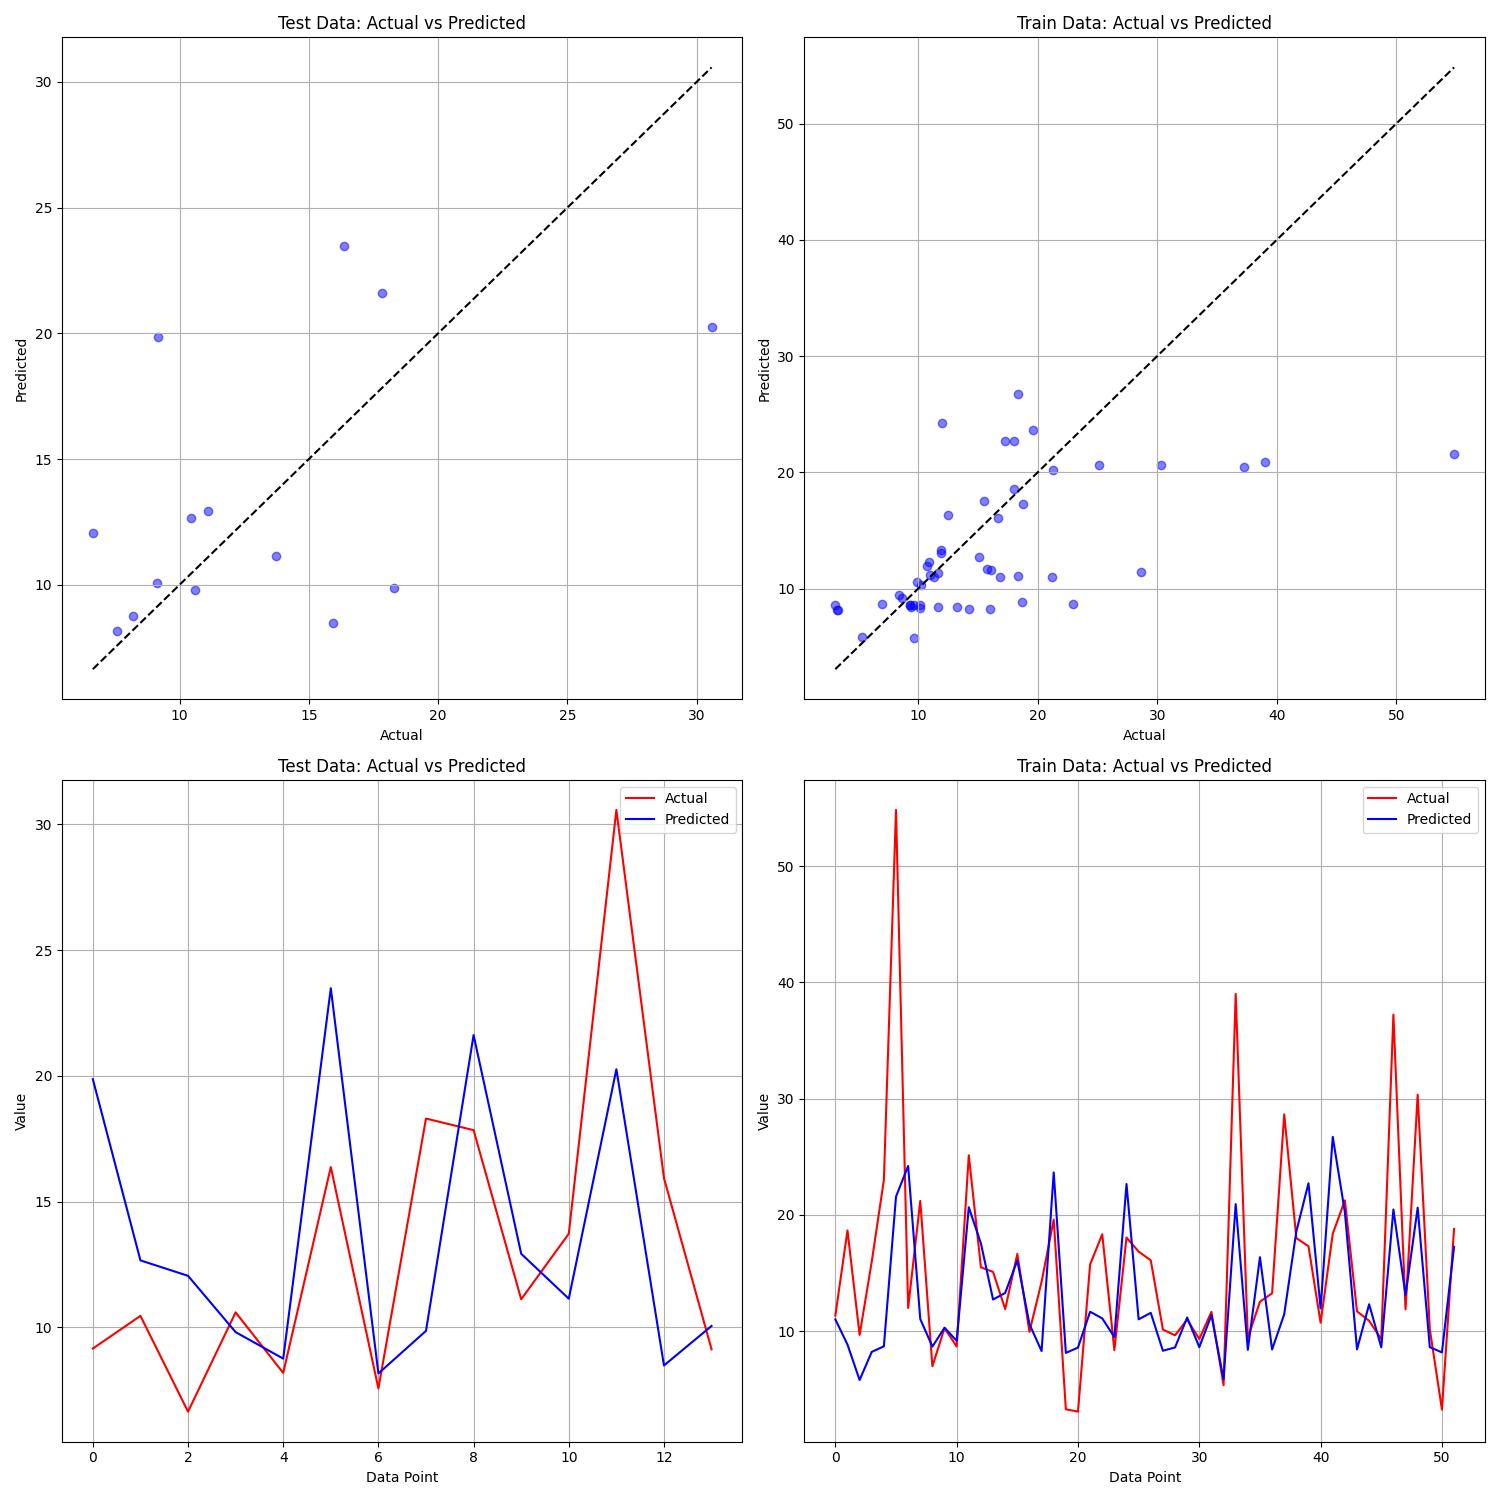 Test Data: Actual vs Predicted
30
25
20
15
10
Predicted
10 15 20 25 30
Actual
Train Data: Actual vs Predicted
50
40
30
20
10
Predicted
10 20 30 40 50
Actual
Test Data: Actual vs Predicted
Actual
Predicted
30
25
20
15
10
Value
0 2 4 6 8 10 12
Data Point
Train Data: Actual vs Predicted
Actual
Predicted
50
40
30
20
10
Value
0 10 20 30 40 50
Data Point